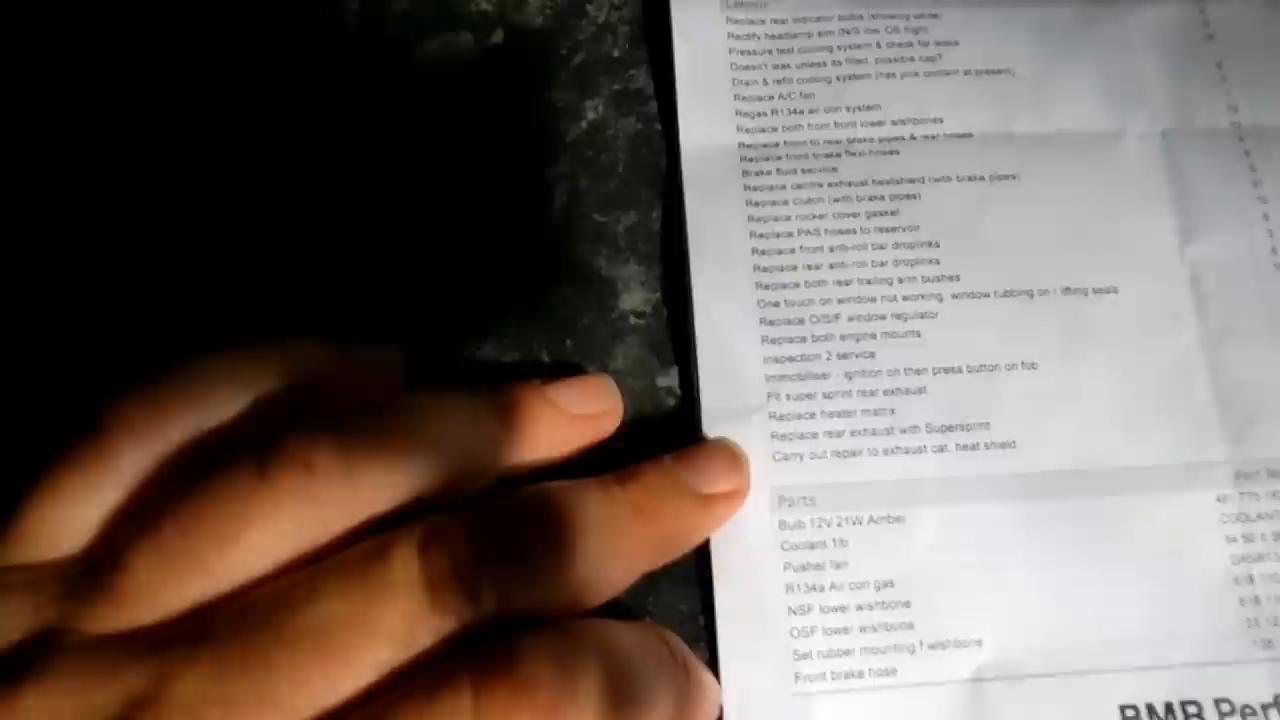 Labour
Replace rear indicator bulbs (showing white)
Rectify headlamp aim (N/S low, OS high)
Pressure test cooling system & check for leaks
Doesn't leak unless its filled, possible cap?
Drain & refill cooling system (has pink coolant at present)
Replace A/C fan
Regas R134a air con system
Replace both front front lower wishbones
Replace front to rear brake pipes & rear hoses
Replace front brake flexi-hoses
Brake fluid service
Replace centre exhaust heatshield (with brake pipes)
Replace clutch (with brake pipes)
Replace rocker cover gasket
Replace PAS hoses to reservoir
Replace front anti-roll bar droplinks
Replace rear anti-roll bar droplinks
Replace both rear trailing arm bushes
One touch on window not working, window rubbing on / lifting seals
Replace O/S/F window regulator
Replace both engine mounts
Inspection 2 service
Immobiliser - ignition on then press button on fob
Fit super sprint rear exhaust
Replace heater matrix
Replace rear exhaust with Supersprint
Carry out repair to exhaust cat. heat shield
Parts
Bulb 12V 21W Amber
Coolant 1ltr COOLANT
Pusher fan
R134a Air con gas
NSF lower wishbone
OSF lower wishbone
Set rubber mounting f wishbone
Front brake hose
BMB Perf